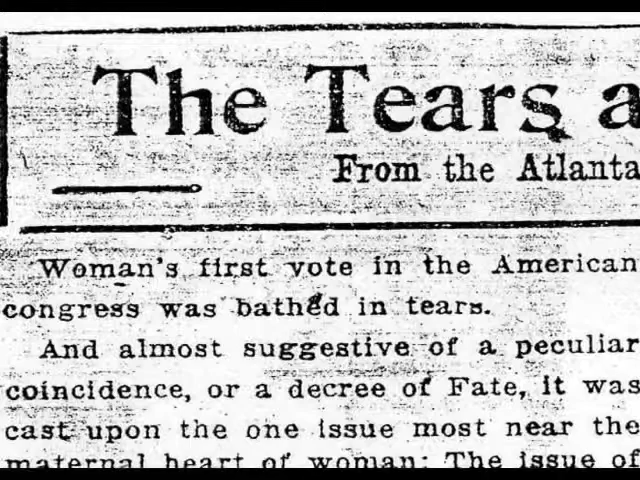 The Tears a
From the Atlanta
Woman's first vote in the American
congress was bathed in tears.
And almost suggestive of a peculiar
coincidence, or a decree of Fate, it was
cast upon the one issue most near the
maternal heart of woman: The issue of